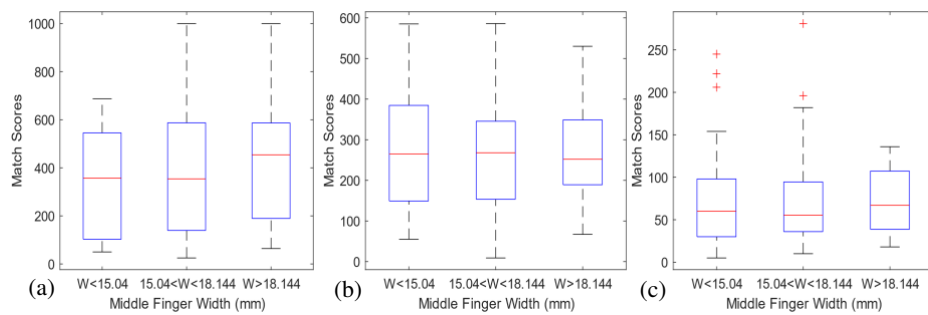 1000
800
600
400
200
0
Match Scores
W<15.04 15.04<W<18.144 W>18.144
Middle Finger Width (mm)
(a)
600
500
400
300
200
100
0
Match Scores
W<15.04 15.04<W<18.144 W>18.144
Middle Finger Width (mm)
(b)
250
200
150
100
50
0
Match Scores
W<15.04 15.04<W<18.144 W>18.144
Middle Finger Width (mm)
(c)